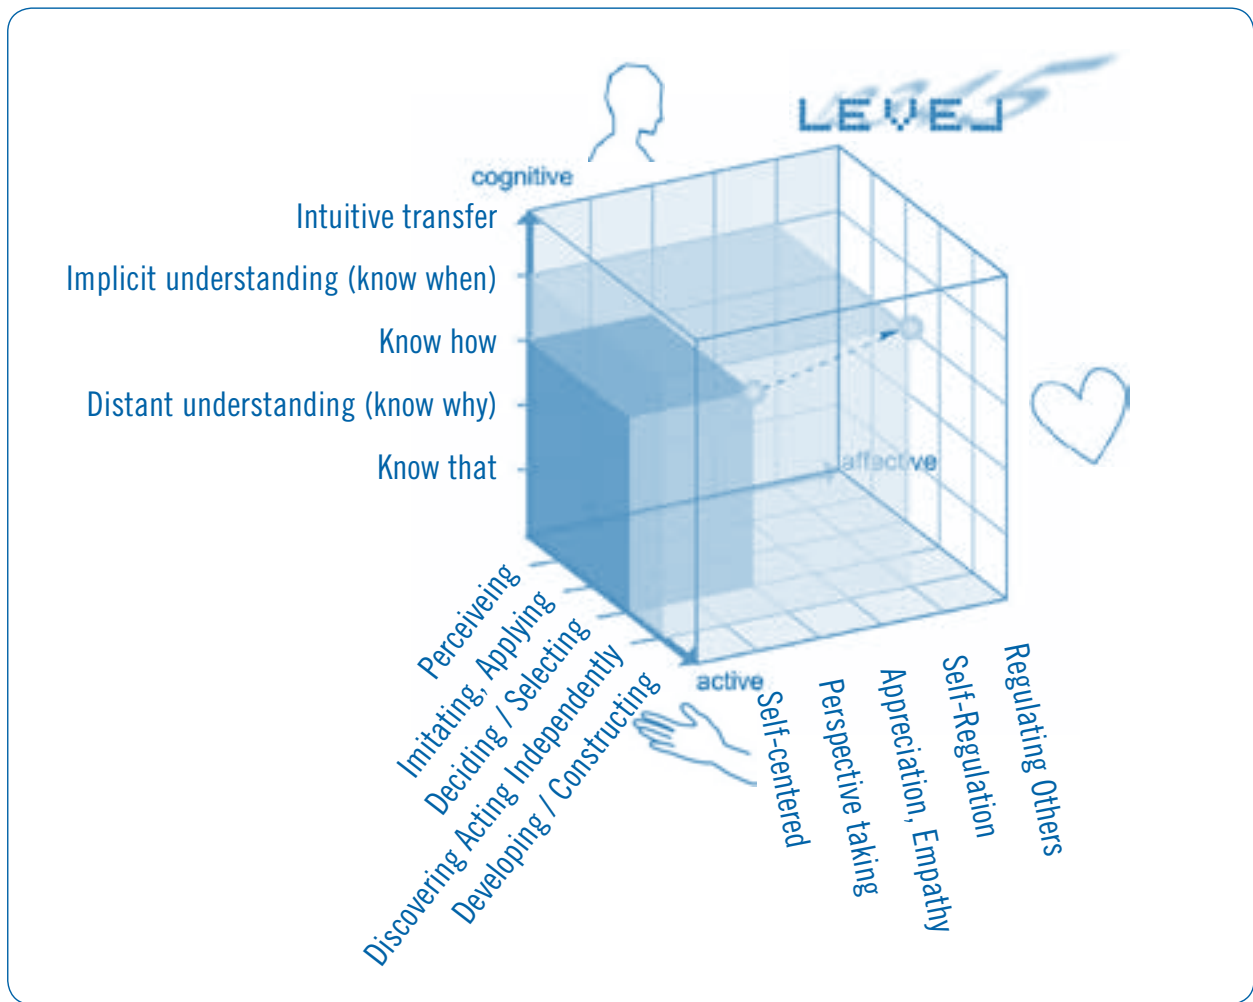 LEVEL
cognitive
Intuitive transfer
Implicit understanding (know when)
Know how
Distant understanding (know why)
Know that
affective
Perceiveing
Imitating, Applying
Deciding / Selecting
Discovering Acting Independently
Developing / Constructing
active
Self-centered
Perspective taking
Appreciation, Empathy
Self-Regulation
Regulating Others